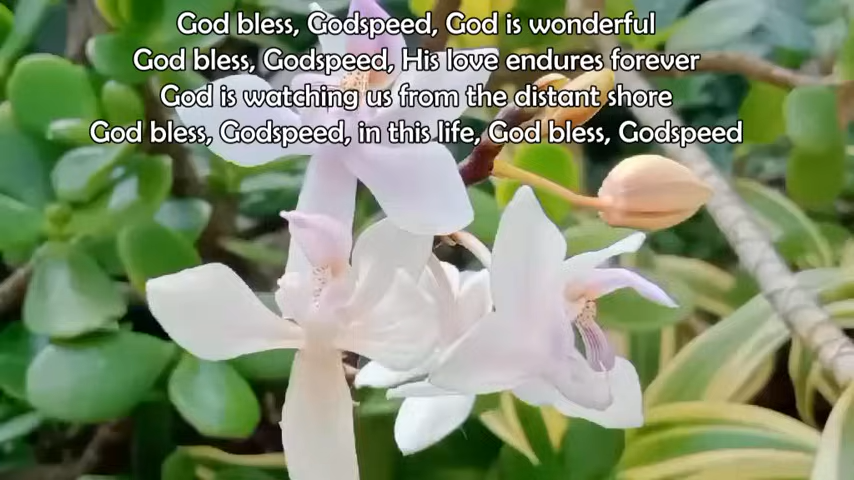 God bless, Godspeed, God is wonderful
God bless, Godspeed, His love endures forever
God is watching us from the distant shore
God bless, Godspeed, in this life, God bless, Godspeed